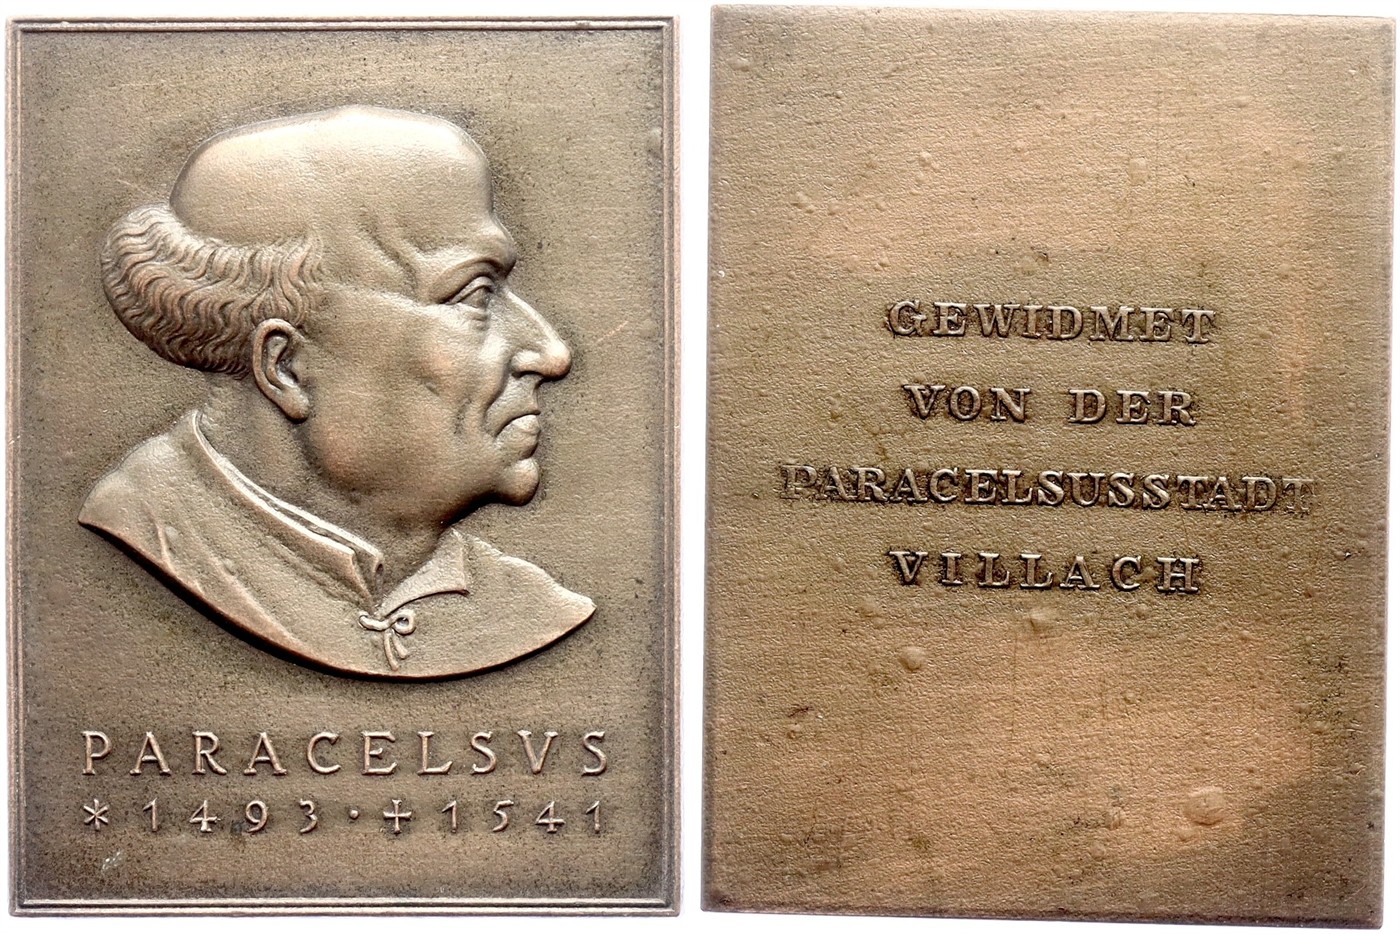 PARACELSVS
* 1493 · + 1541
GEWIDMET
VON DER
PARACELSUSSTADT
VILLACH